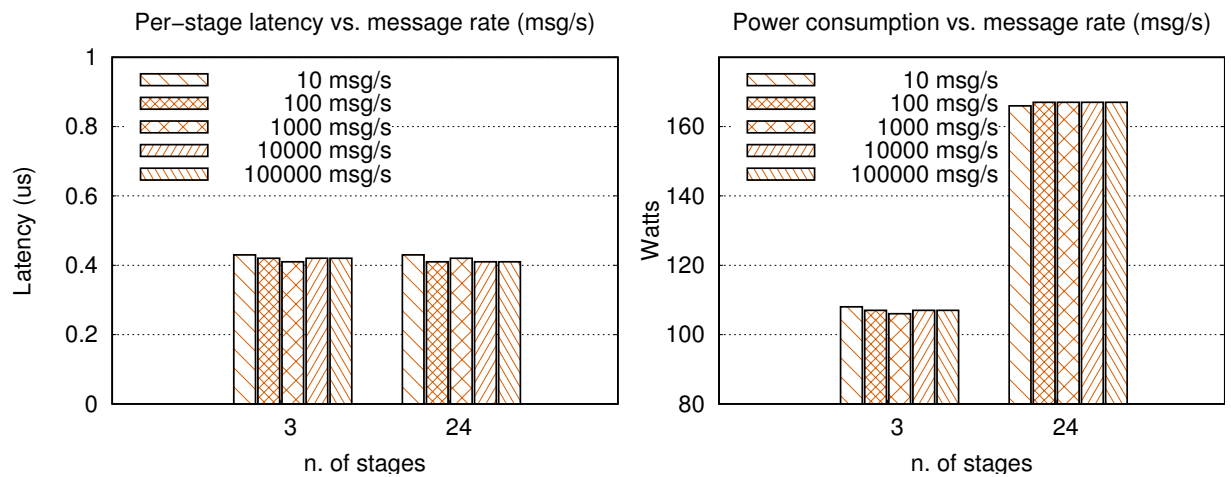 Per−stage latency vs. message rate (msg/s)
1
0.8
0.6
0.4
0.2
0
Latency (us)
10 msg/s
100 msg/s
1000 msg/s
10000 msg/s
100000 msg/s
3
24
n. of stages
Power consumption vs. message rate (msg/s)
160
140
120
100
80
Watts
10 msg/s
100 msg/s
1000 msg/s
10000 msg/s
100000 msg/s
3
24
n. of stages